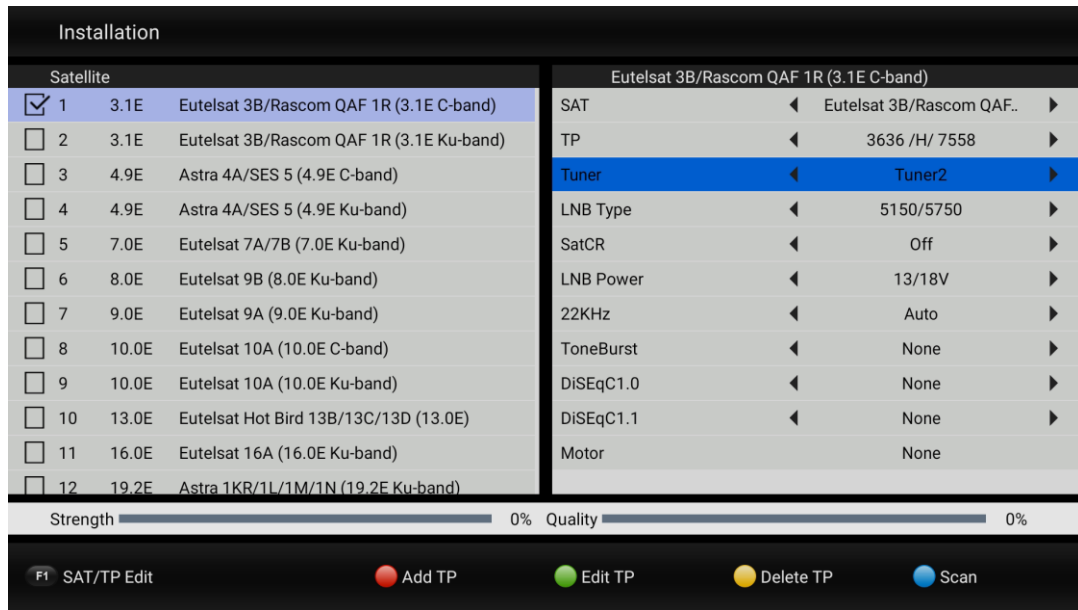 Installation
Satellite
1 3.1E Eutelsat 3B/Rascom QAF 1R (3.1E C-band)
2 3.1E Eutelsat 3B/Rascom QAF 1R (3.1E Ku-band)
3 4.9E Astra 4A/SES 5 (4.9E C-band)
4 4.9E Astra 4A/SES 5 (4.9E Ku-band)
5 7.0E Eutelsat 7A/7B (7.0E Ku-band)
6 8.0E Eutelsat 9B (8.0E Ku-band)
7 9.0E Eutelsat 9A (9.0E Ku-band)
8 10.0E Eutelsat 10A (10.0E C-band)
9 10.0E Eutelsat 10A (10.0E Ku-band)
10 13.0E Eutelsat Hot Bird 13B/13C/13D (13.0E)
11 16.0E Eutelsat 16A (16.0E Ku-band)
12 19.2E Astra 1KR/1L/1M/1N (19.2E Ku-band)
Eutelsat 3B/Rascom QAF 1R (3.1E C-band)
SAT Eutelsat 3B/Rascom QAF..
TP 3636 /H/ 7558
Tuner Tuner2
LNB Type 5150/5750
SatCR Off
LNB Power 13/18V
22KHz Auto
ToneBurst None
DiSEqC1.0 None
DiSEqC1.1 None
Motor None
Strength 0% Quality 0%
F1 SAT/TP Edit Add TP Edit TP Delete TP Scan